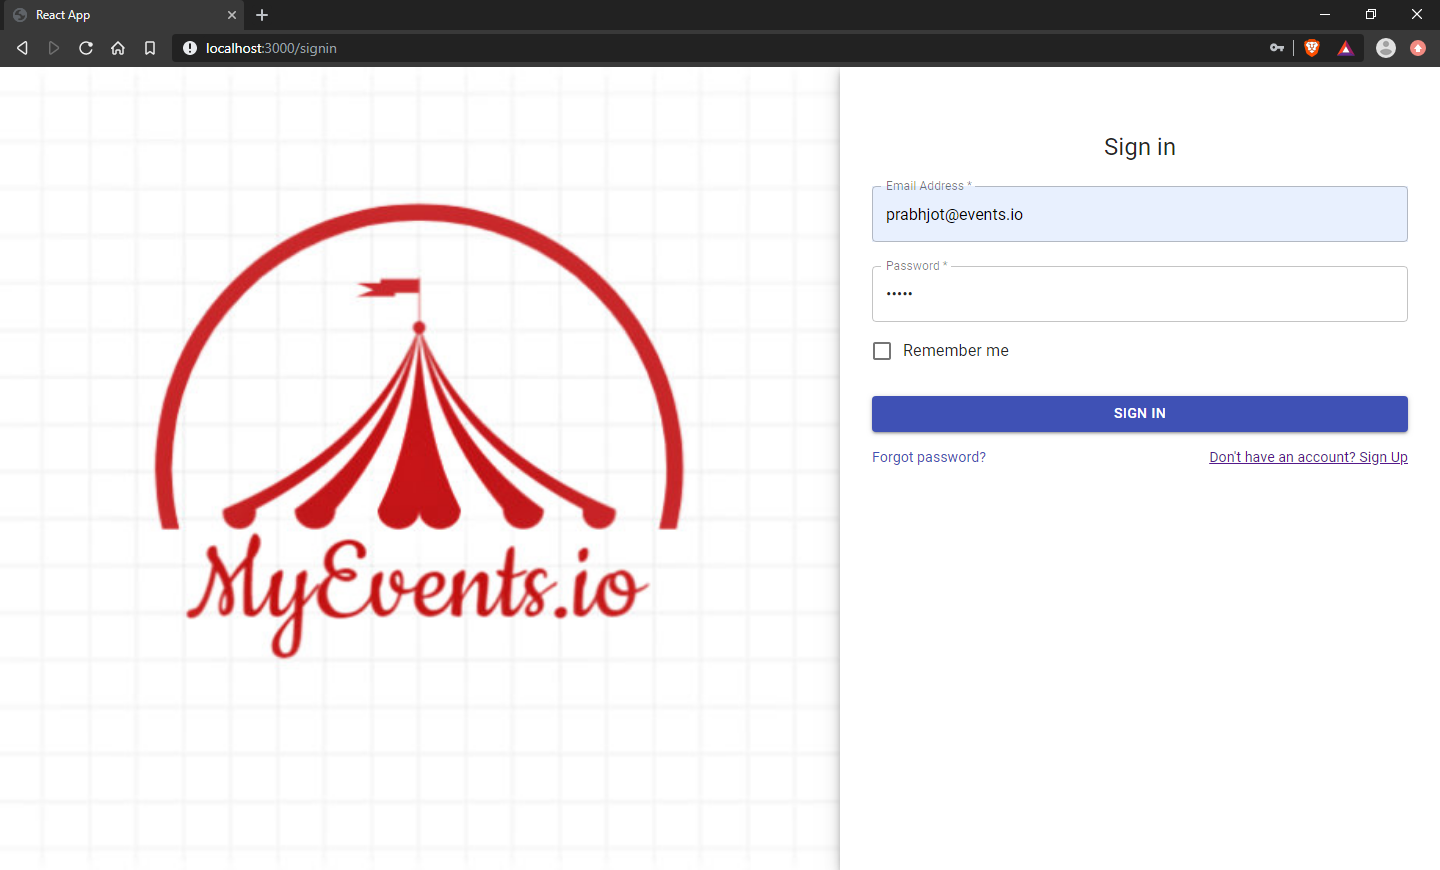 React App
localhost:3000/signin
MyEvents.io
Sign in
Email Address *
prabhjot@events.io
Password *
•••••
Remember me
SIGN IN
Forgot password?
Don't have an account? Sign Up